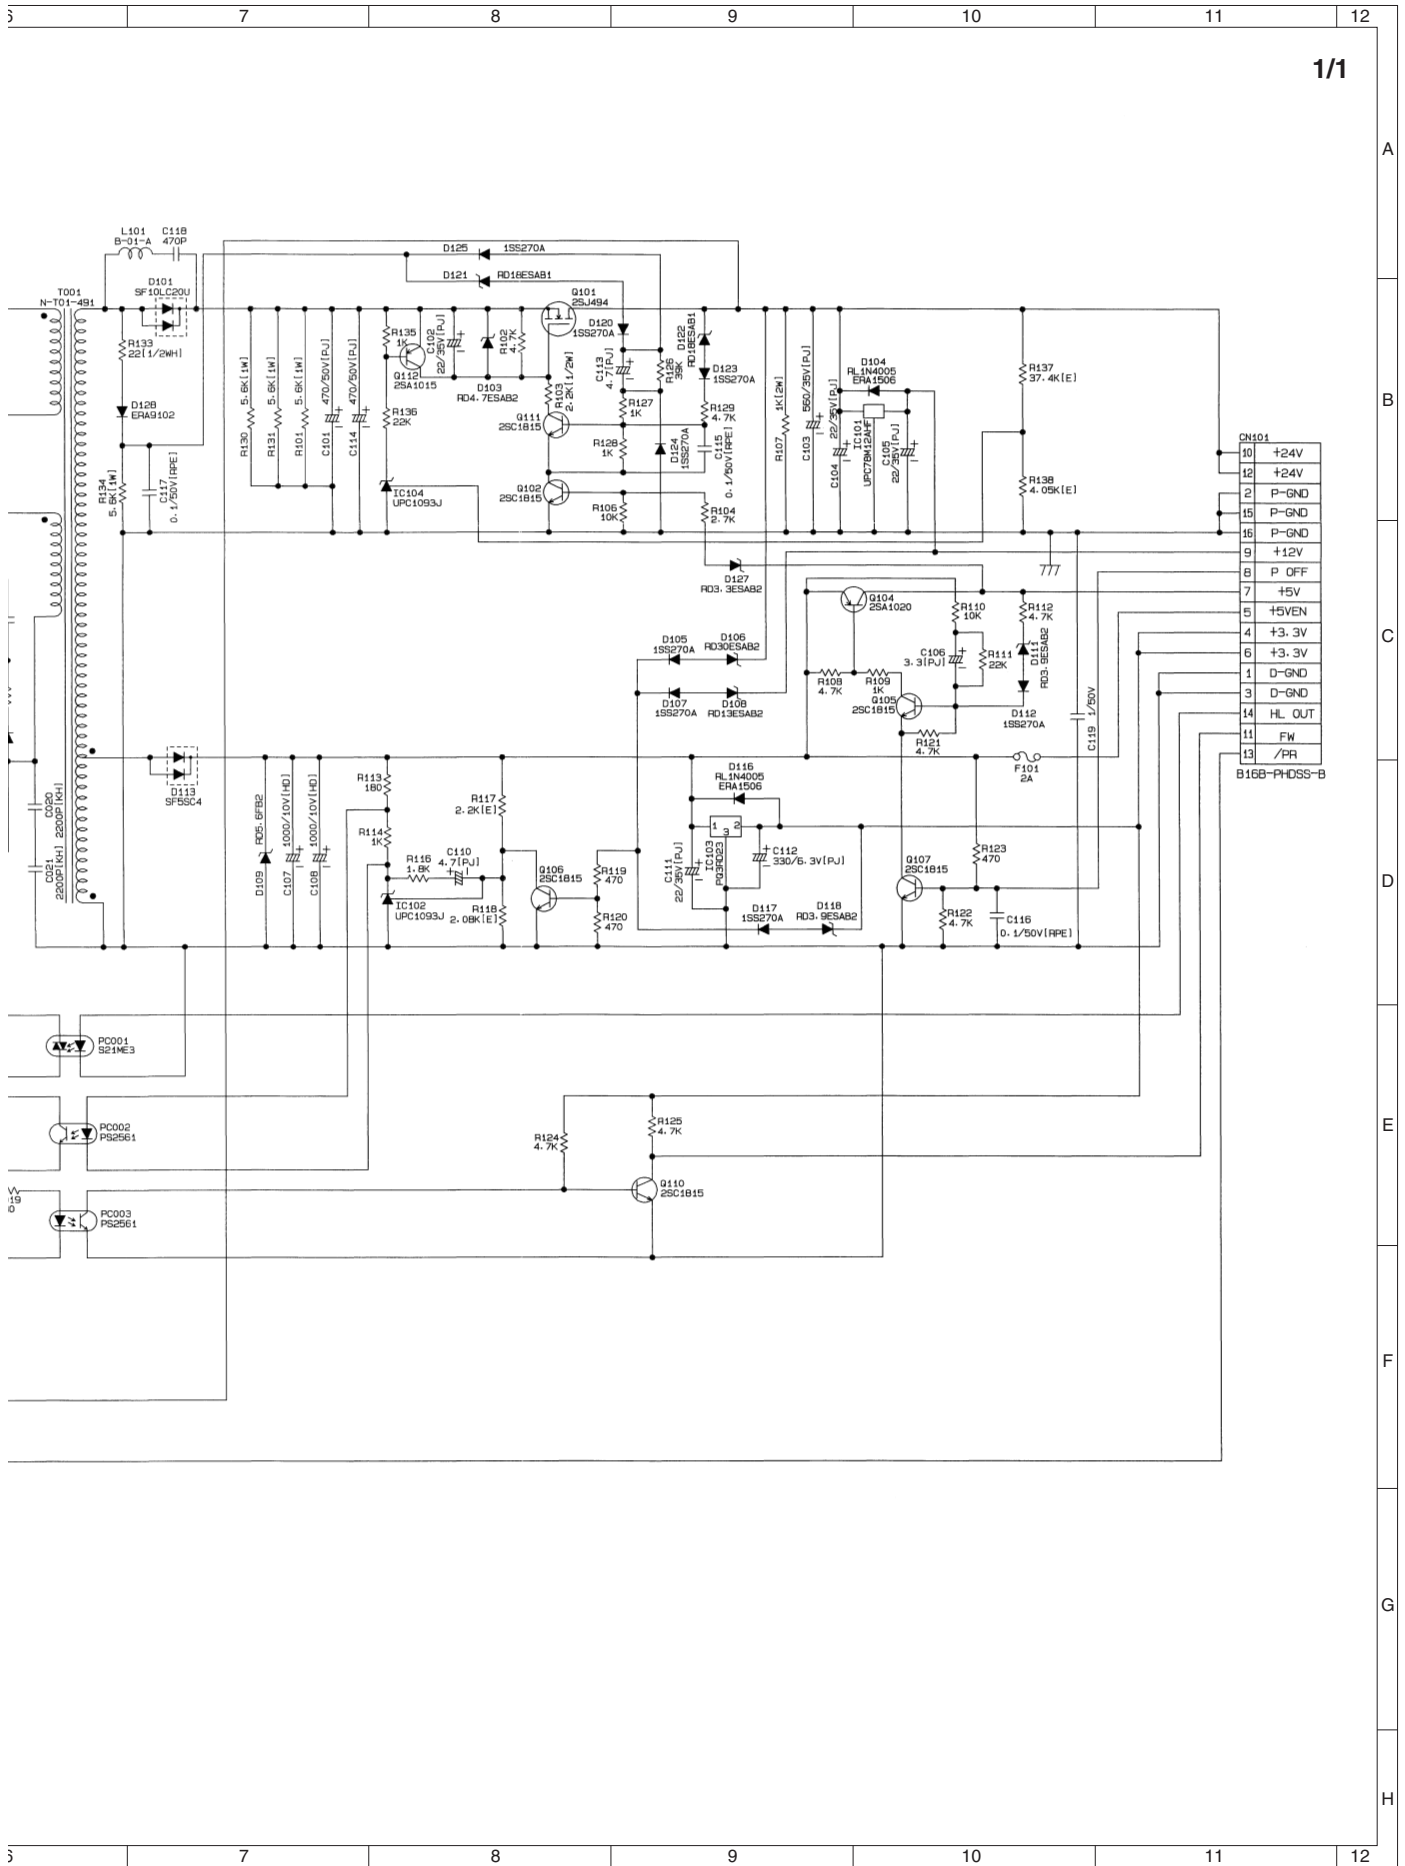 7
8
9
10
11
12
1/1
A
B
C
D
E
F
G
H
L101
B-01-A
C118
470P
D101
SF10LC20U
T001
N-T01-491
R133
22[1/2WH]
D128
ERA9102
R134
5.6K[1W]
C117
0.1/50V[RPE]
R130
5.6K[1W]
R131
5.6K[1W]
R101
5.6K[1W]
C101
470/50V[PJ]
C114
470/50V[PJ]
D125
1SS270A
D121
RD18ESAB1
R135
1K
Q112
2SA1015
C102
22/35V[PJ]
D103
RD4.7ESAB2
R102
4.7K
Q101
2SJ494
R103
2.2K[1/2W]
R136
22K
IC104
UPC1093J
Q111
2SC1815
Q102
2SC1815
D120
1SS270A
C113
4.7[PJ]
R126
39K
R127
1K
R128
1K
D124
1SS270A
R106
10K
D122
RD18ESAB1
D123
1SS270A
R129
4.7K
C115
0.1/50V[RPE]
R104
2.7K
R107
1K[2W]
C103
560/35V[PJ]
C104
22/35V[PJ]
D104
RL1N4005
ERA1506
IC101
UPC78M12AHF
C105
22/35V[PJ]
R137
37.4K[E]
R138
4.05K[E]
D127
RD3.3ESAB2
Q104
2SA1020
R110
10K
R112
4.7K
C106
3.3[PJ]
R111
22K
D111
RD3.9ESAB2
D112
1SS270A
D105
1SS270A
D106
RD30ESAB2
D107
1SS270A
D108
RD13ESAB2
R108
4.7K
R109
1K
Q105
2SC1815
R121
4.7K
C119 1/50V
F101
2A
CN101
10 +24V
12 +24V
2 P-GND
15 P-GND
16 P-GND
9 +12V
8 P OFF
7 +5V
5 +5VEN
4 +3.3V
6 +3.3V
1 D-GND
3 D-GND
14 HL OUT
11 FW
13 /PR
B16B-PHDSS-B
C020
2200P[KH]
C021
2200P[KH]
D113
SF5SC4
D109
RD5.6FB2
C107
1000/10V[HD]
C108
1000/10V[HD]
R113
180
R114
1K
R116
1.8K
C110
4.7[PJ]
IC102
UPC1093J
R117
2.2K[E]
R118
2.08K[E]
Q106
2SC1815
R119
470
R120
470
D116
RL1N4005
ERA1506
1
2
3
IC103
PQ3RD23
C111
22/35V[PJ]
C112
330/6.3V[PJ]
D117
1SS270A
D118
RD3.9ESAB2
Q107
2SC1815
R123
470
R122
4.7K
C116
0.1/50V[RPE]
PC001
S21ME3
PC002
PS2561
PC003
PS2561
R124
4.7K
R125
4.7K
Q110
2SC1815
7
8
9
10
11
12